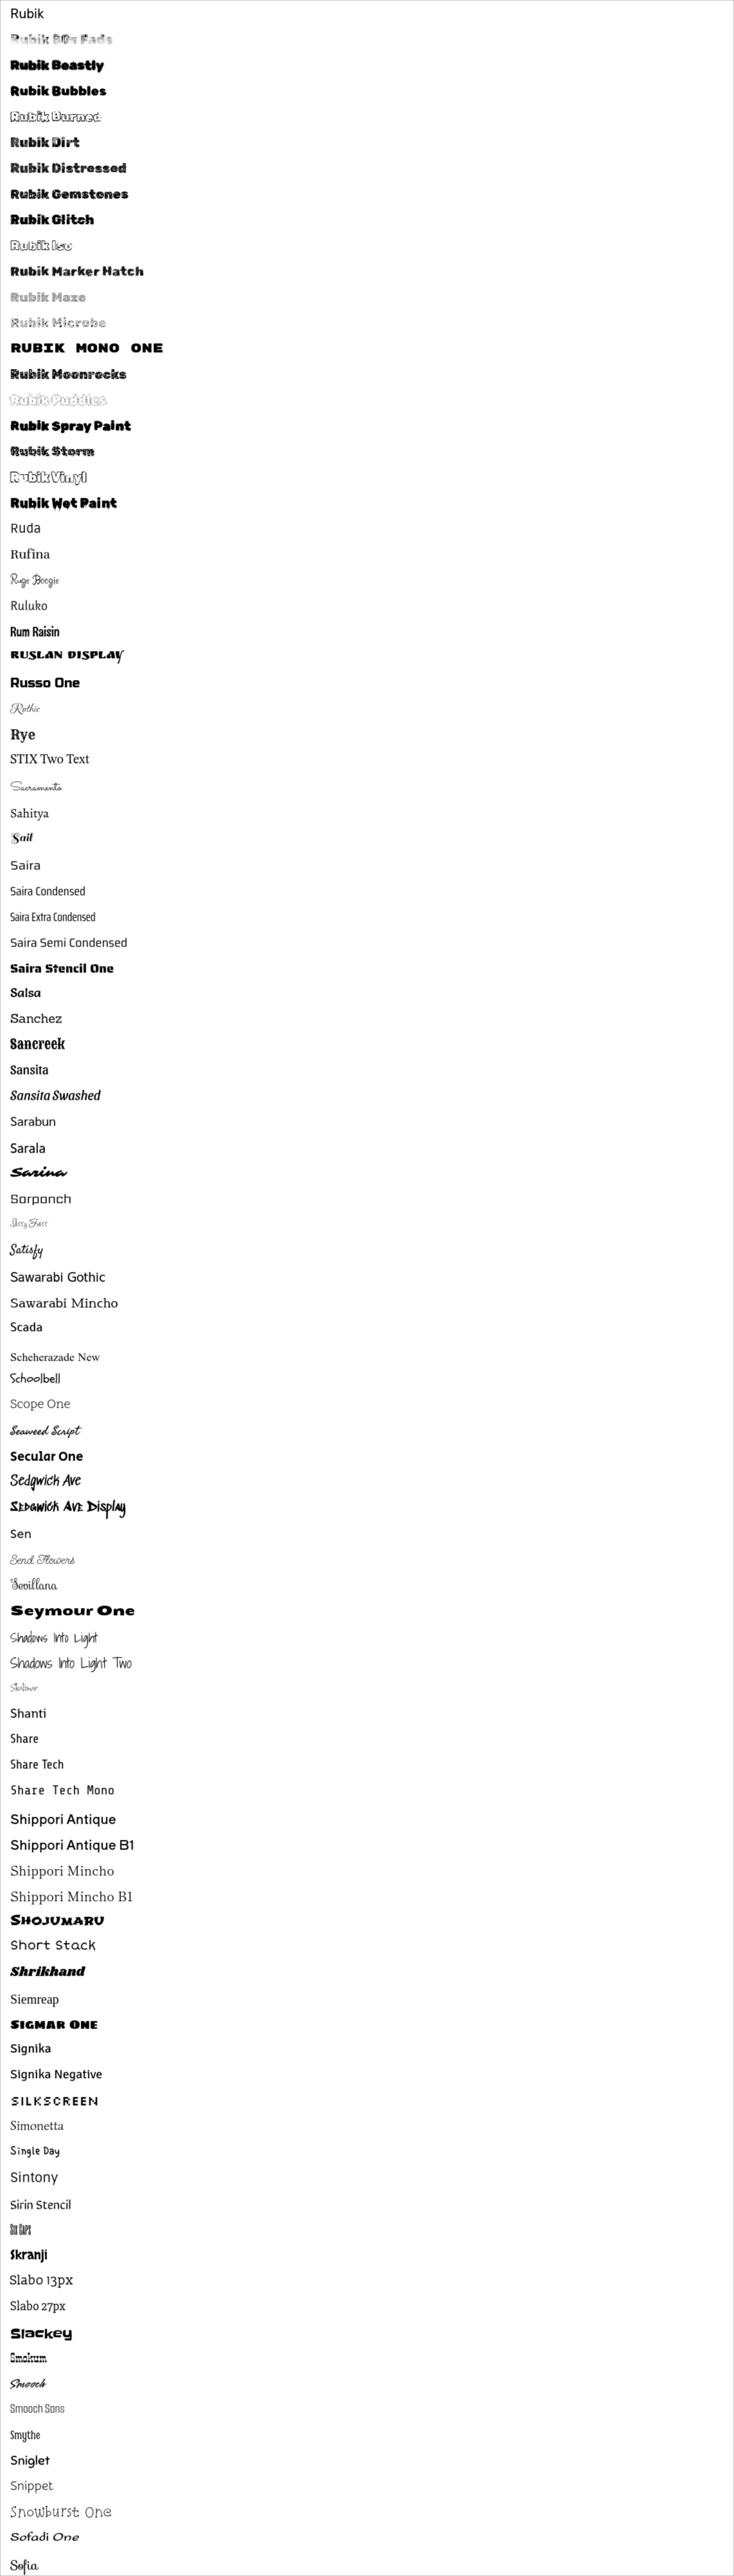 Rubik
Rubik 80s Fade
Rubik Beastly
Rubik Bubbles
Rubik Burned
Rubik Dirt
Rubik Distressed
Rubik Gemstones
Rubik Glitch
Rubik Iso
Rubik Marker Hatch
Rubik Maze
Rubik Microbe
RUBIK MONO ONE
Rubik Moonrocks
Rubik Puddles
Rubik Spray Paint
Rubik Storm
Rubik Vinyl
Rubik Wet Paint
Ruda
Rufina
Ruge Boogie
Ruluko
Rum Raisin
RUSLAN DISPLAY
Russo One
Ruthie
Rye
STIX Two Text
Sacramento
Sahitya
Sail
Saira
Saira Condensed
Saira Extra Condensed
Saira Semi Condensed
Saira Stencil One
Salsa
Sanchez
Sancreek
Sansita
Sansita Swashed
Sarabun
Sarala
Sarina
Sarpanch
Sassy Frass
Satisfy
Sawarabi Gothic
Sawarabi Mincho
Scada
Scheherazade New
Schoolbell
Scope One
Seaweed Script
Secular One
Sedgwick Ave
Sedgwick Ave Display
Sen
Send Flowers
Sevillana
Seymour One
Shadows Into Light
Shadows Into Light Two
Shalimar
Shanti
Share
Share Tech
Share Tech Mono
Shippori Antique
Shippori Antique B1
Shippori Mincho
Shippori Mincho B1
SHOJUMARU
Short Stack
Shrikhand
Siemreap
SIGMAR ONE
Signika
Signika Negative
SILKSCREEN
Simonetta
Single Day
Sintony
Sirin Stencil
SIX CAPS
Skranji
Slabo 13px
Slabo 27px
Slackey
Smokum
Smooch
Smooch Sans
Smythe
Sniglet
Snippet
Snowburst One
Sofadi One
Sofia